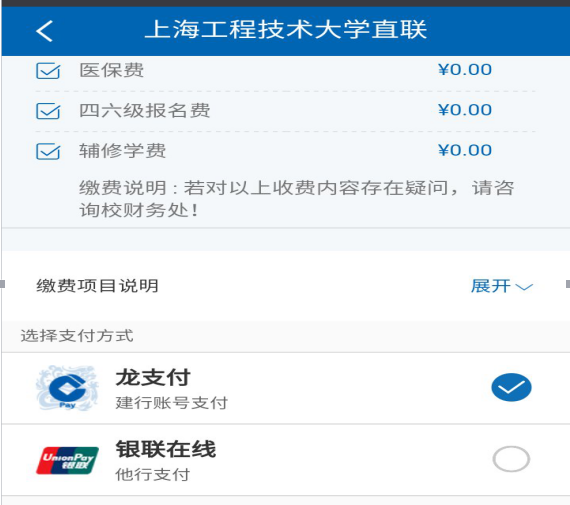 上海工程技术大学直联
医保费 ¥0.00
四六级报名费 ¥0.00
辅修学费 ¥0.00
缴费说明:若对以上收费内容存在疑问，请咨
询校财务处!
缴费项目说明 展开
选择支付方式
龙支付
Pay 建行账号支付
银联在线
UnionPay
银联
他行支付